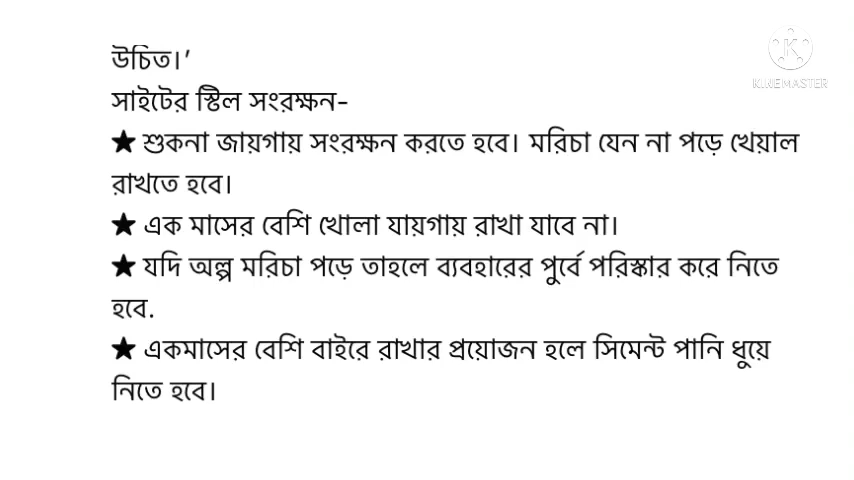 উচিত।’
সাইটের স্টিল সংরক্ষন-
★ শুকনা জায়গায় সংরক্ষন করতে হবে। মরিচা যেন না পড়ে খেয়াল
রাখতে হবে।
★ এক মাসের বেশি খোলা যায়গায় রাখা যাবে না।
★ যদি অল্প মরিচা পড়ে তাহলে ব্যবহারের পুর্বে পরিস্কার করে নিতে
হবে.
★ একমাসের বেশি বাইরে রাখার প্রয়োজন হলে সিমেন্ট পানি ধুয়ে
নিতে হবে।
K
KINEMASTER